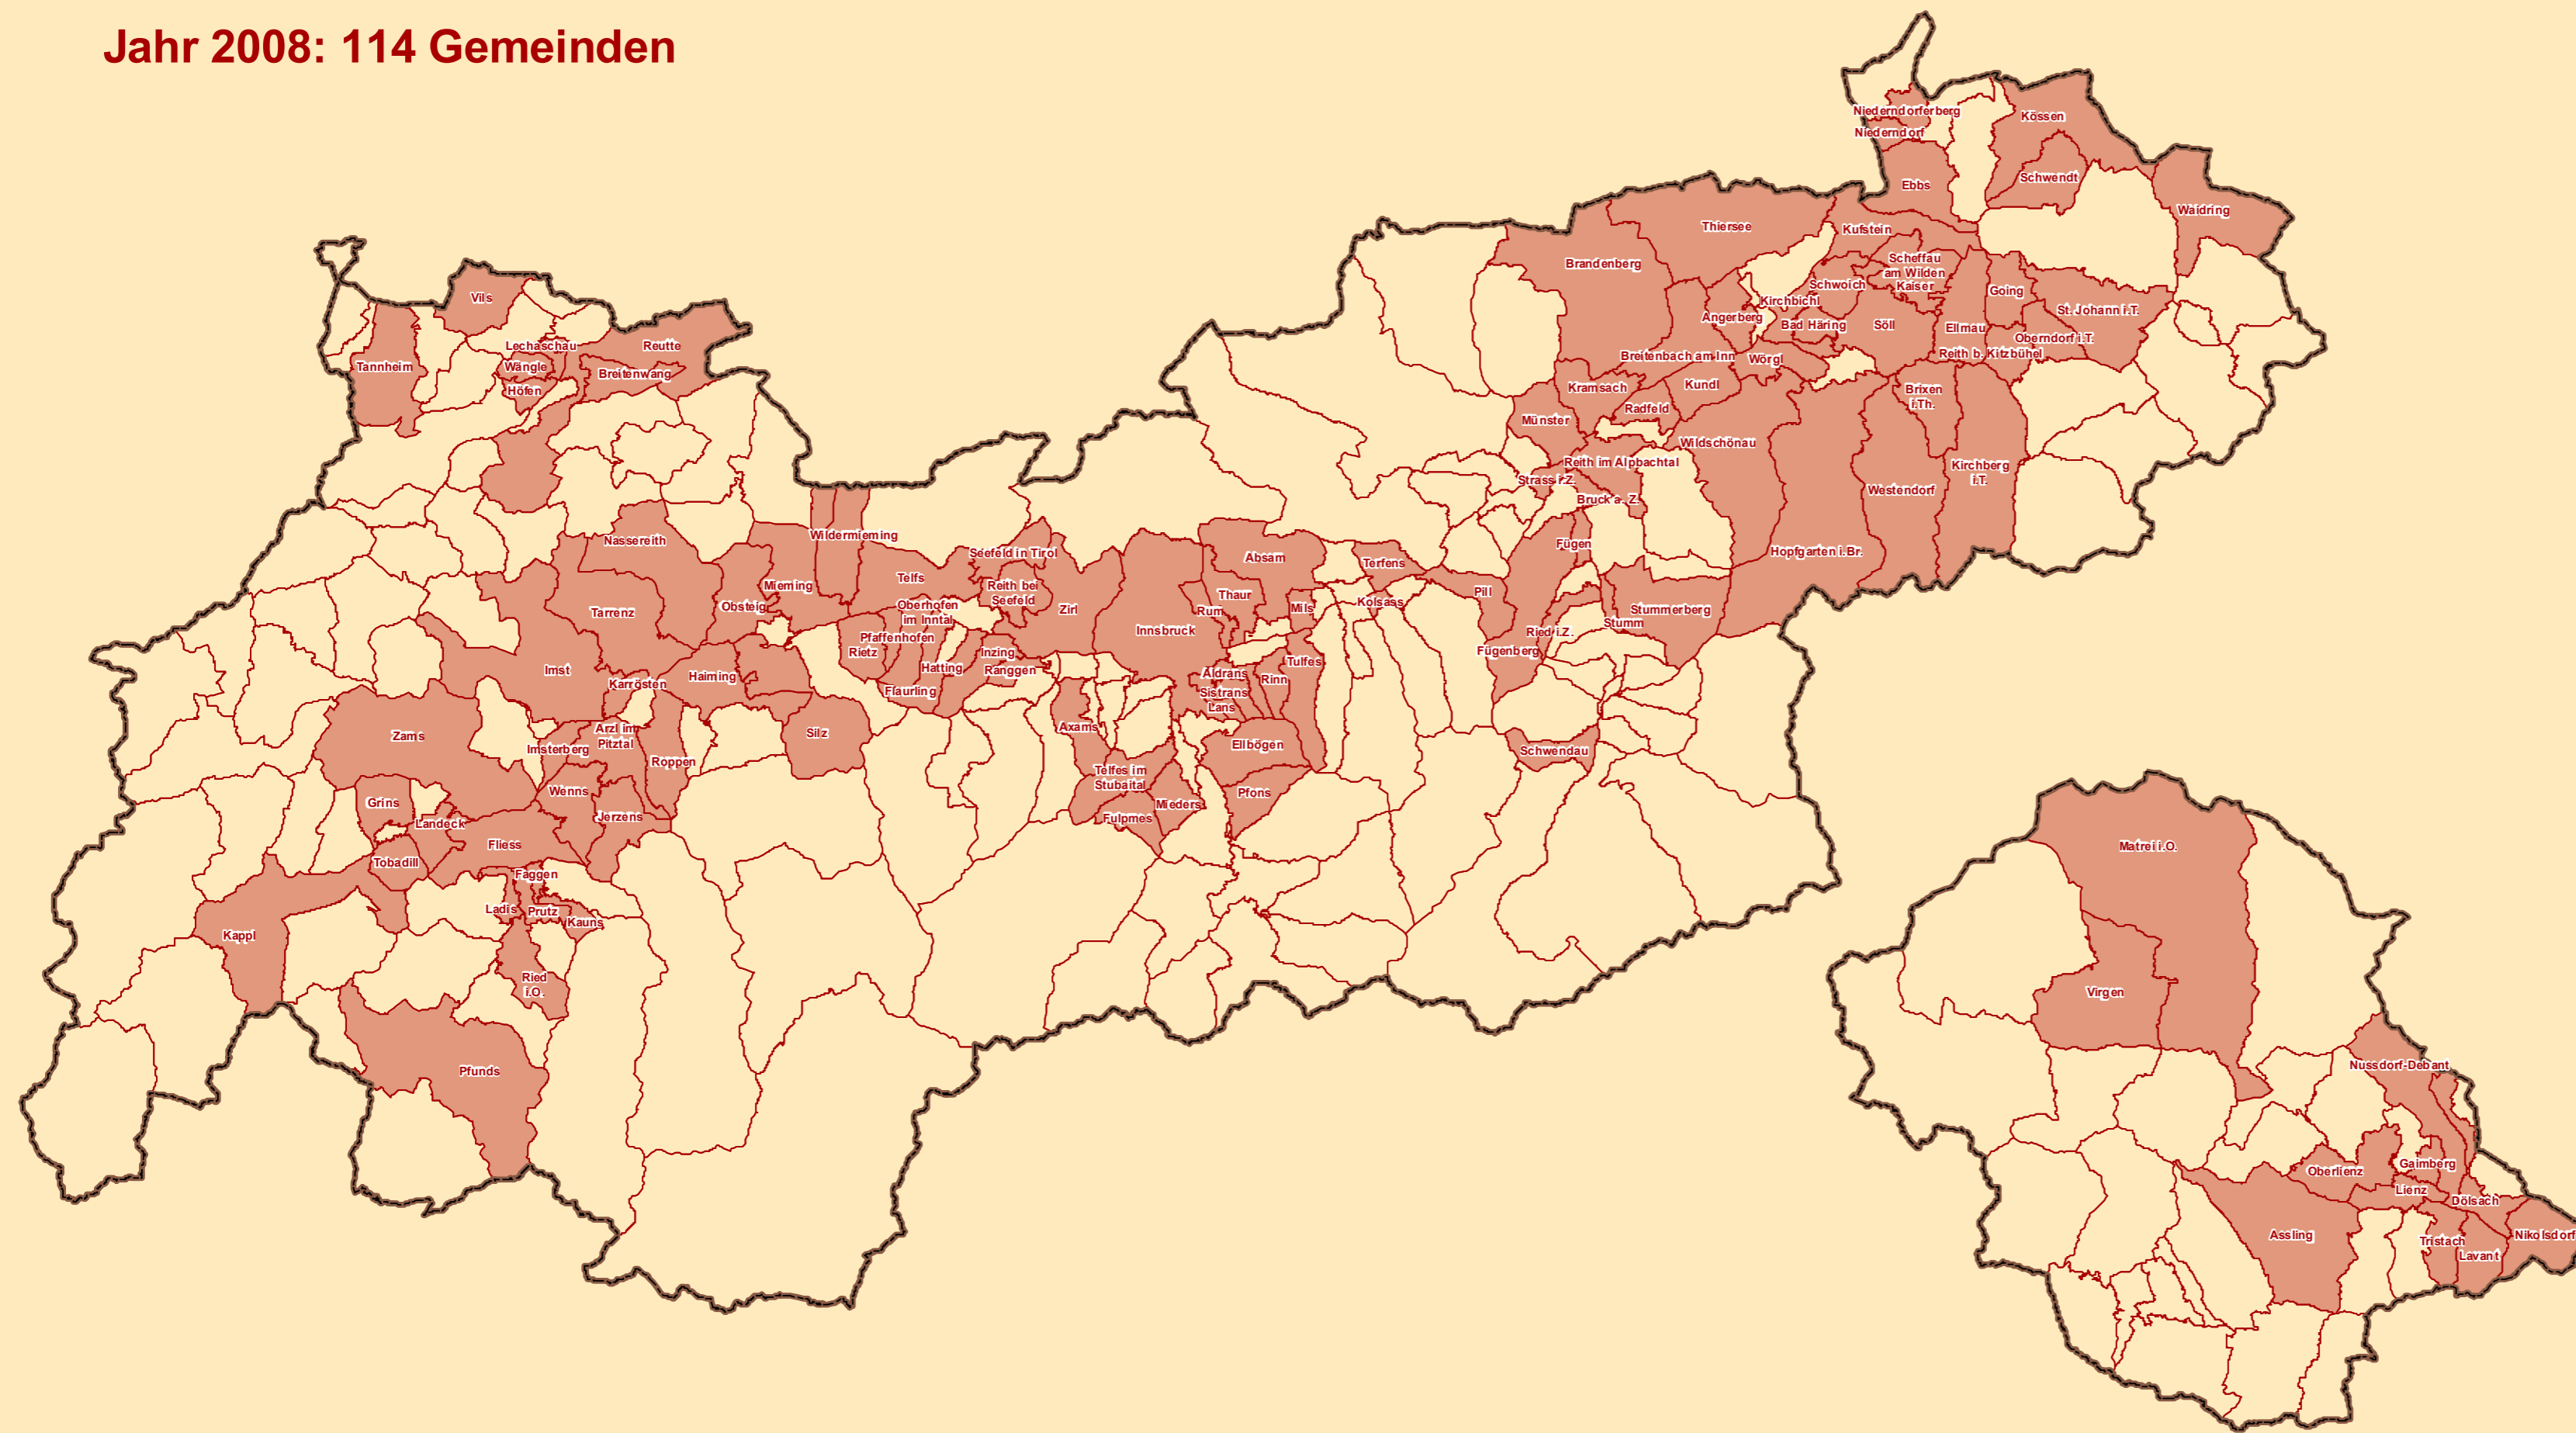 Jahr 2008: 114 Gemeinden
Niederndorferberg
Niederndorf
Kössen
Schwendt
Ebbs
Waidring
Thiersee
Kufstein
Brandenberg
Scheffau
am Wilden
Kaiser
Schwoich
Going
Kirchbichl
Angerberg
Bad Häring
Söll
Ellmau
St. Johann i.T.
Oberndorf i.T.
Reith b. Kitzbühel
Breitenbach am Inn
Wörgl
Kramsach
Kundl
Brixen
i.Th.
Radfeld
Münster
Wildschönau
Reith im Alpbachtal
Kirchberg
i.T.
Strass i.Z.
Westendorf
Bruck a. Z.
Hopfgarten i. Br.
Fügen
Vils
Lechaschau
Reutte
Tannheim
Wängle
Breitenwang
Höfen
Nassereith
Wildermieming
Seefeld in Tirol
Absam
Terfens
Telfs
Mieming
Reith bei
Seefeld
Thaur
Pill
Kolsass
Obsteig
Tarrenz
Oberhofen
im Inntal
Zirl
Rum
Mils
Stummerberg
Stumm
Innsbruck
Ried i.Z.
Pfaffenhofen
Rietz
Inzing
Fügenberg
Tulfes
Imst
Hatting
Ranggen
Haiming
Karrösten
Flaurling
Aldrans
Rinn
Sistrans
Lans
Zams
Arzl im
Pitztal
Imsterberg
Silz
Axams
Ellbögen
Schwendau
Roppen
Telfes im
Stubaital
Wenns
Pfons
Mieders
Grins
Jerzens
Fulpmes
Landeck
Fliess
Tobadill
Faggen
Ladis
Prutz
Kauns
Kappl
Ried
i.O.
Pfunds
Matrei i.O.
Virgen
Nussdorf-Debant
Oberlienz
Gaimberg
Lienz
Dölsach
Assling
Tristach
Lavant
Nikolsdorf